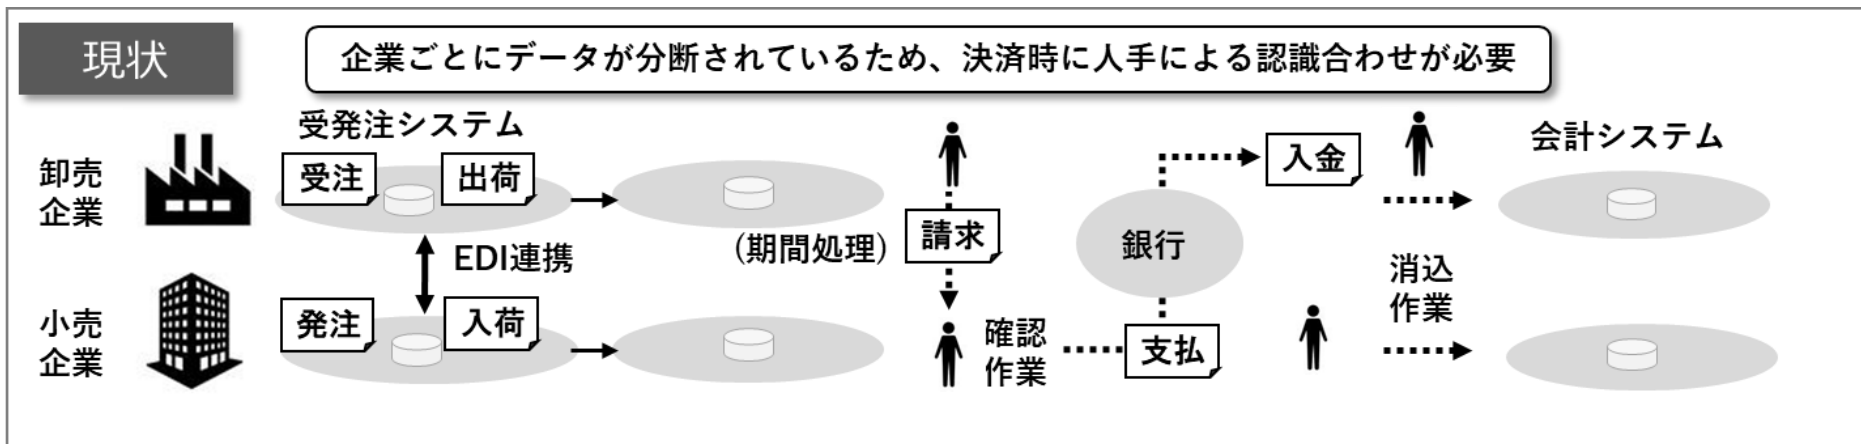 現状
企業ごとにデータが分断されているため、決済時に人手による認識合わせが必要
卸売
企業
受発注システム
受注
出荷
EDI連携
(期間処理)
請求
銀行
入金
会計システム
消込
作業
小売
企業
発注
入荷
確認
作業
支払